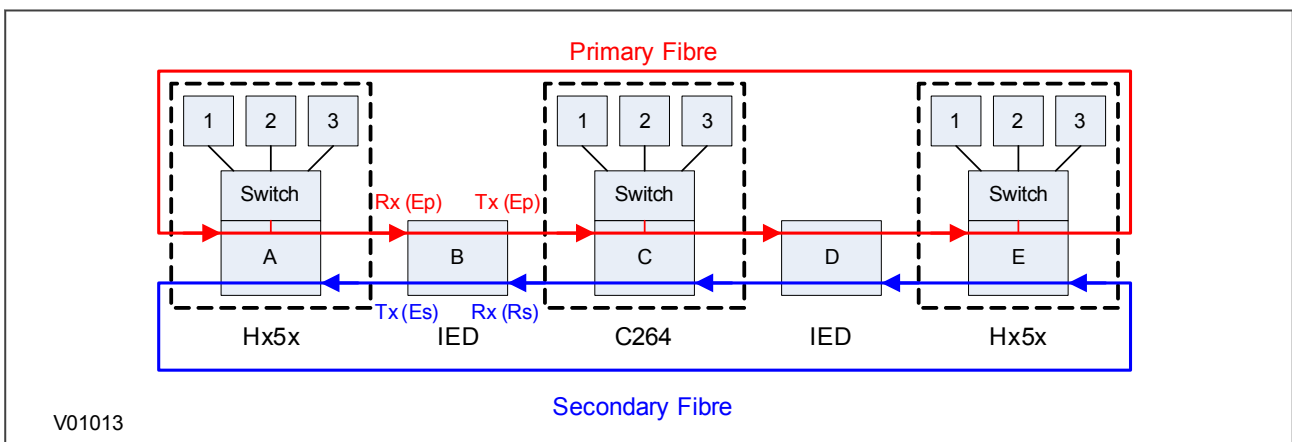 Primary Fibre
1 2 3 1 2 3 1 2 3
Switch Switch Switch
Rx (Ep) Tx (Ep)
A B C D E
Tx (Es) Rx (Rs)
Hx5x IED C264 IED Hx5x
Secondary Fibre
V01013